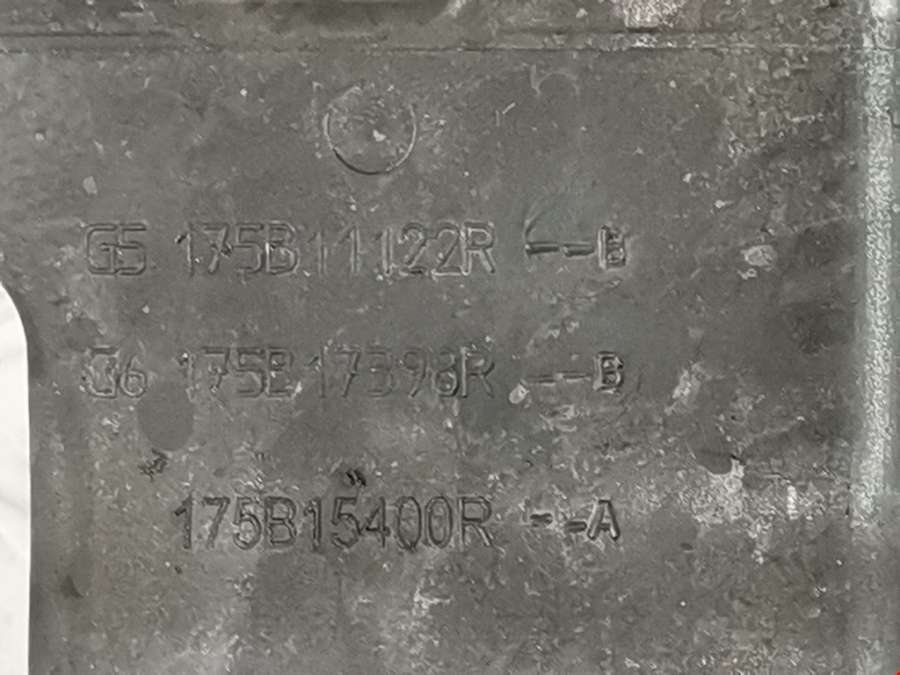 G5 175B11122R --B
G6 175B17398R --B
175B15400R --A